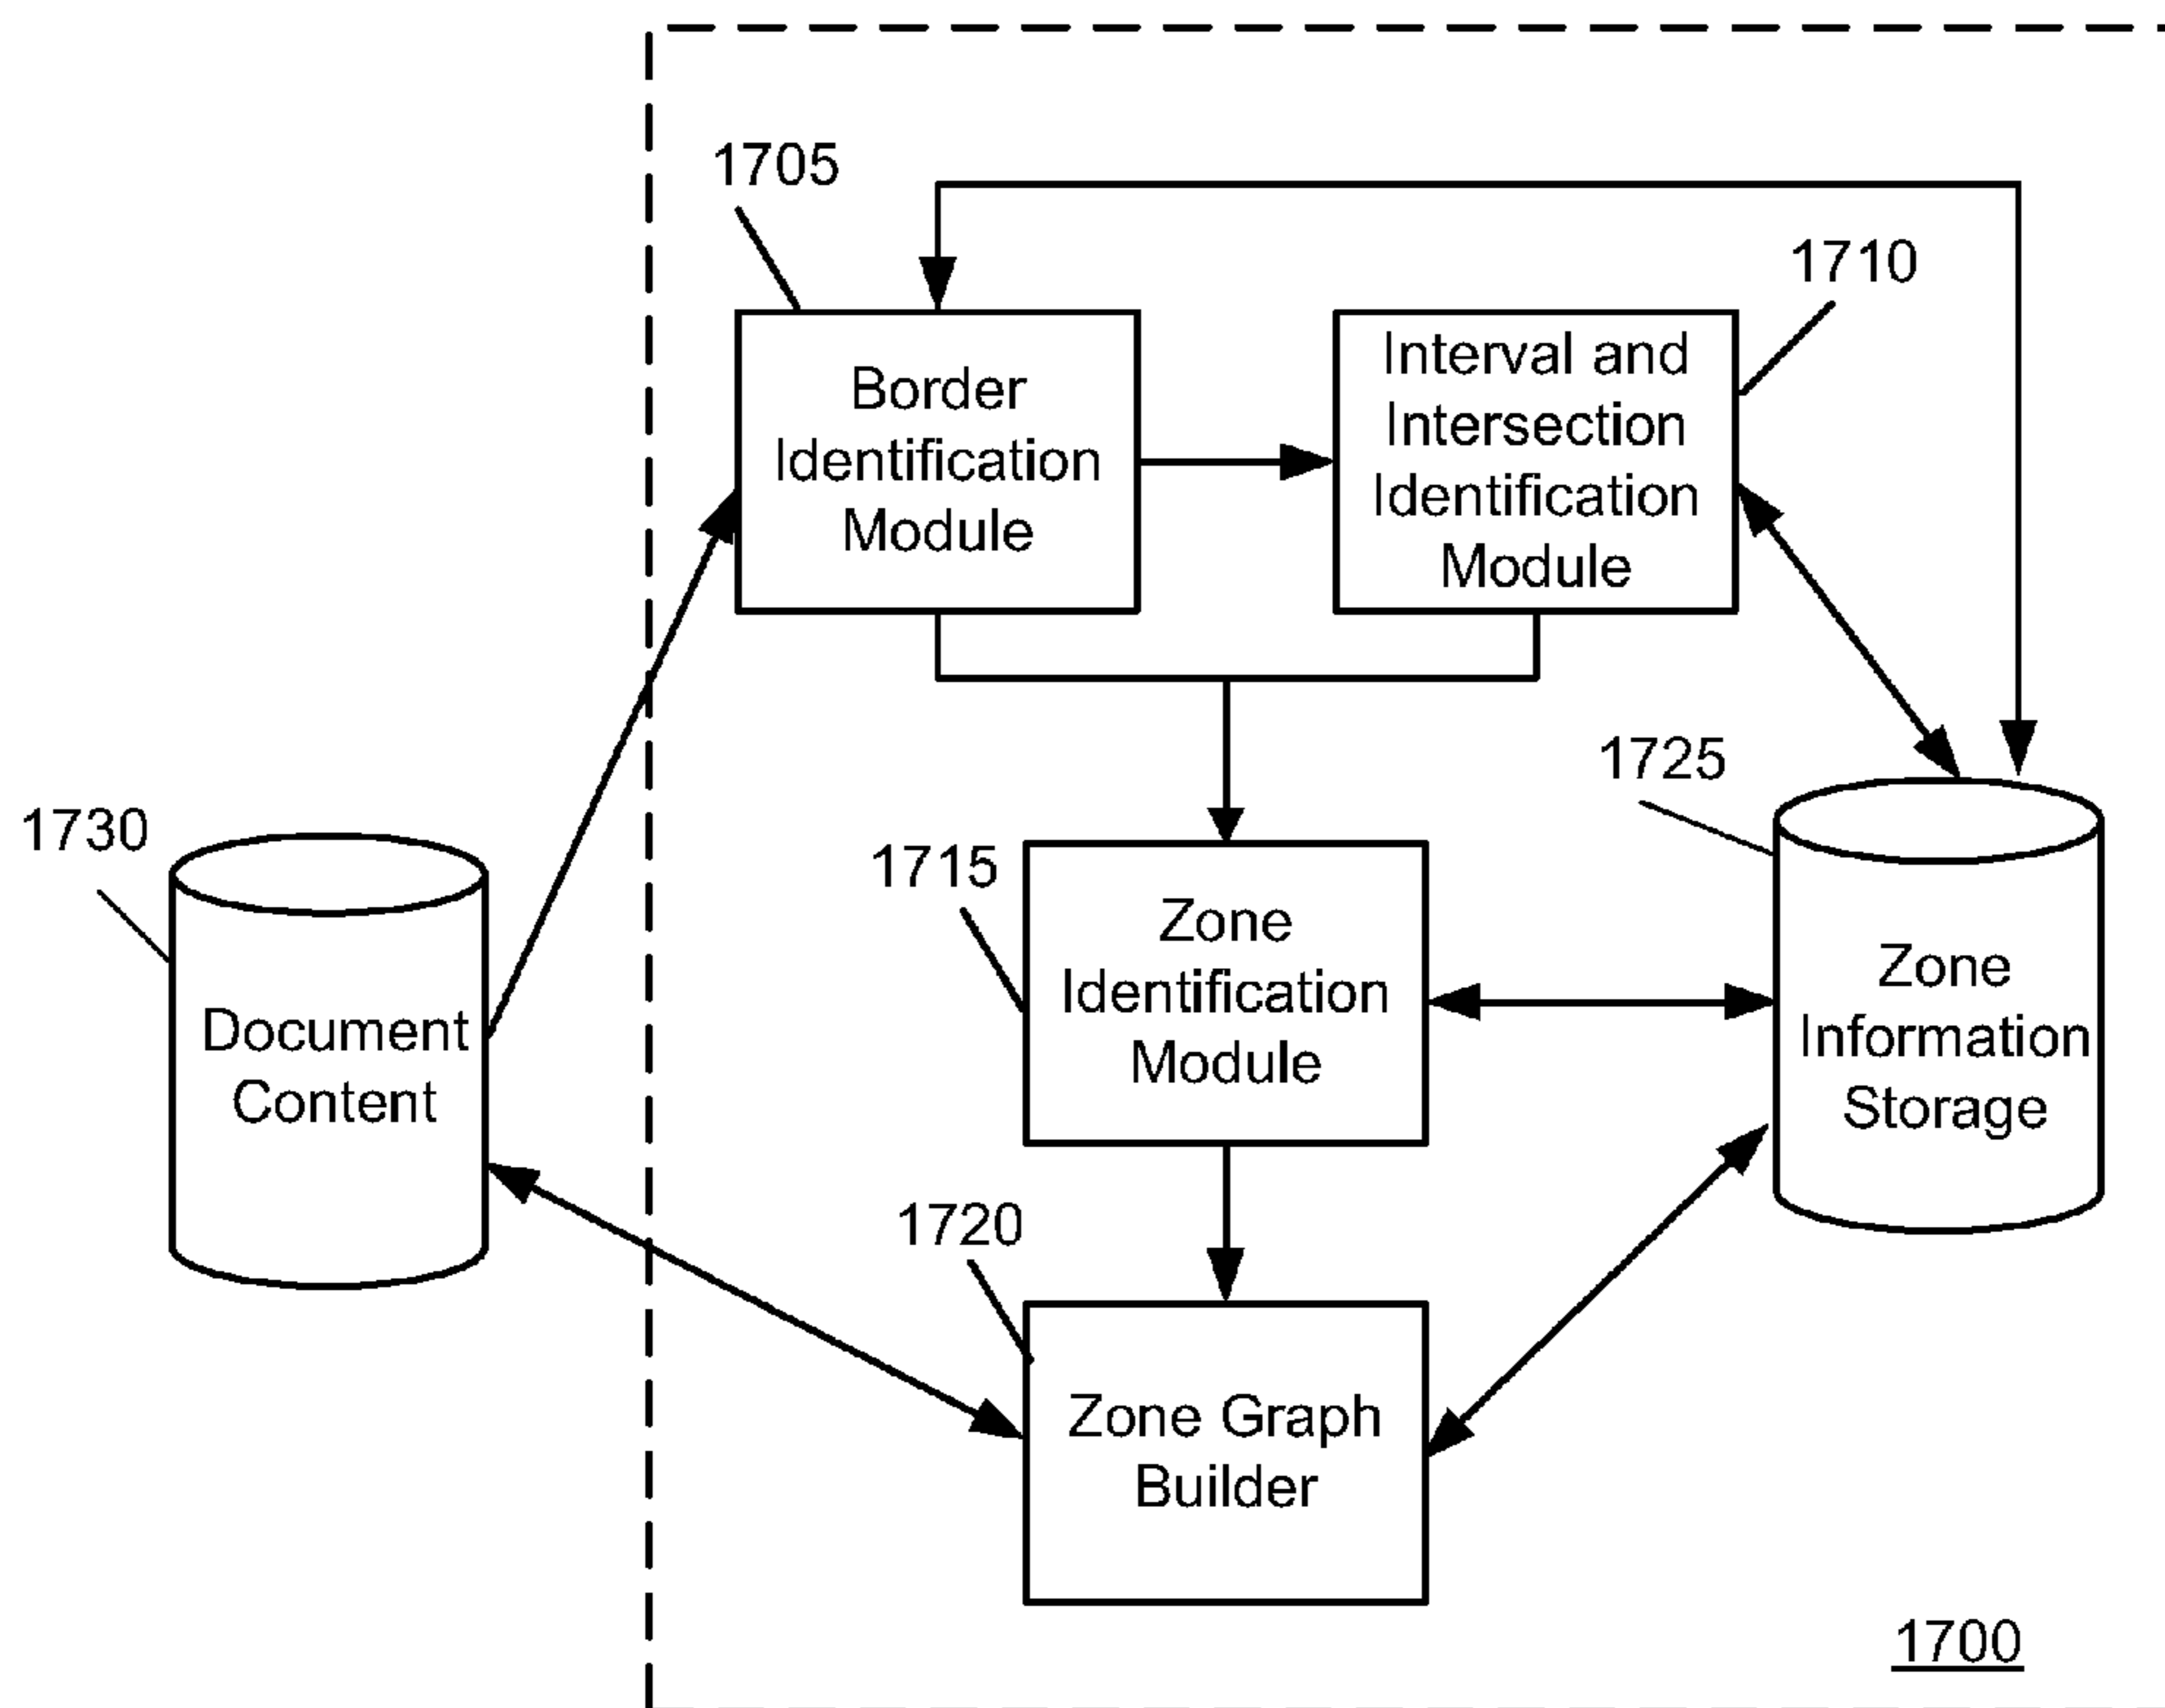 1705
1710
Border
Identification
Module
Interval and
Intersection
Identification
Module
1725
1730
1715
Document
Content
Zone
Identification
Module
Zone
Information
Storage
1720
Zone Graph
Builder
1700